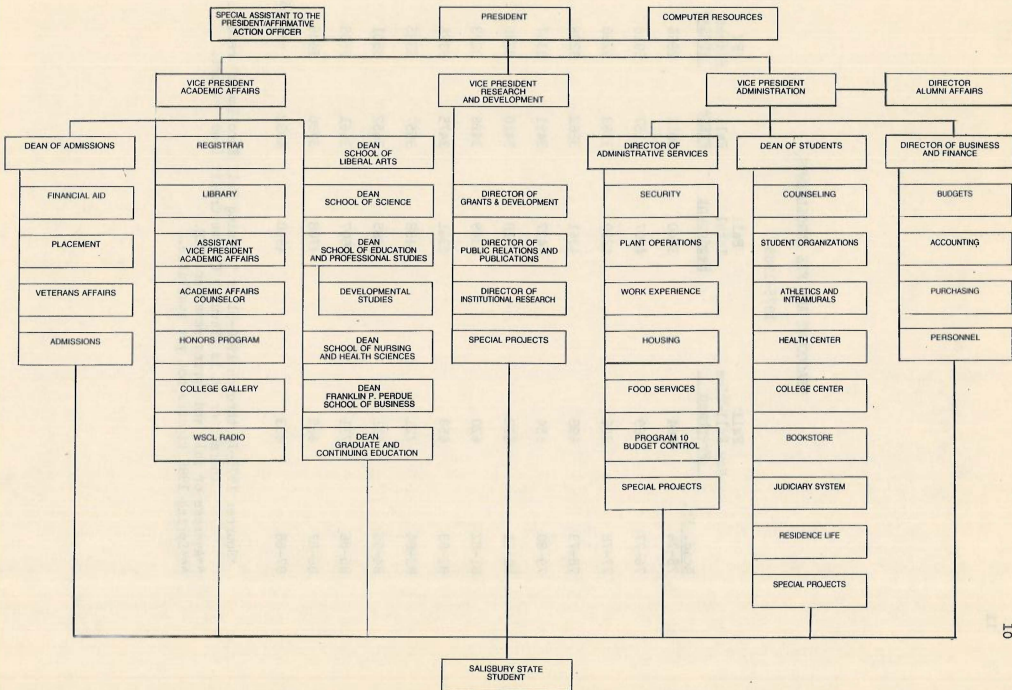 SPECIAL ASSISTANT TO THE
PRESIDENT/AFFIRMATIVE
ACTION OFFICER
PRESIDENT
COMPUTER RESOURCES
VICE PRESIDENT
ACADEMIC AFFAIRS
VICE PRESIDENT
RESEARCH
AND DEVELOPMENT
VICE PRESIDENT
ADMINISTRATION
DIRECTOR
ALUMNI AFFAIRS
DEAN OF ADMISSIONS
FINANCIAL AID
PLACEMENT
VETERANS AFFAIRS
ADMISSIONS
REGISTRAR
LIBRARY
ASSISTANT
VICE PRESIDENT
ACADEMIC AFFAIRS
ACADEMIC AFFAIRS
COUNSELOR
HONORS PROGRAM
COLLEGE GALLERY
WSCL RADIO
DEAN
SCHOOL OF
LIBERAL ARTS
DEAN
SCHOOL OF SCIENCE
DEAN
SCHOOL OF EDUCATION
AND PROFESSIONAL STUDIES
DEVELOPMENTAL
STUDIES
DEAN
SCHOOL OF NURSING
AND HEALTH SCIENCES
DEAN
FRANKLIN P. PERDUE
SCHOOL OF BUSINESS
DEAN
GRADUATE AND
CONTINUING EDUCATION
DIRECTOR OF
GRANTS & DEVELOPMENT
DIRECTOR OF
PUBLIC RELATIONS AND
PUBLICATIONS
DIRECTOR OF
INSTITUTIONAL RESEARCH
SPECIAL PROJECTS
DIRECTOR OF
ADMINISTRATIVE SERVICES
SECURITY
PLANT OPERATIONS
WORK EXPERIENCE
HOUSING
FOOD SERVICES
PROGRAM 10
BUDGET CONTROL
SPECIAL PROJECTS
DEAN OF STUDENTS
COUNSELING
STUDENT ORGANIZATIONS
ATHLETICS AND
INTRAMURALS
HEALTH CENTER
COLLEGE CENTER
BOOKSTORE
JUDICIARY SYSTEM
RESIDENCE LIFE
SPECIAL PROJECTS
DIRECTOR OF BUSINESS
AND FINANCE
BUDGETS
ACCOUNTING
PURCHASING
PERSONNEL
SALISBURY STATE
STUDENT
10